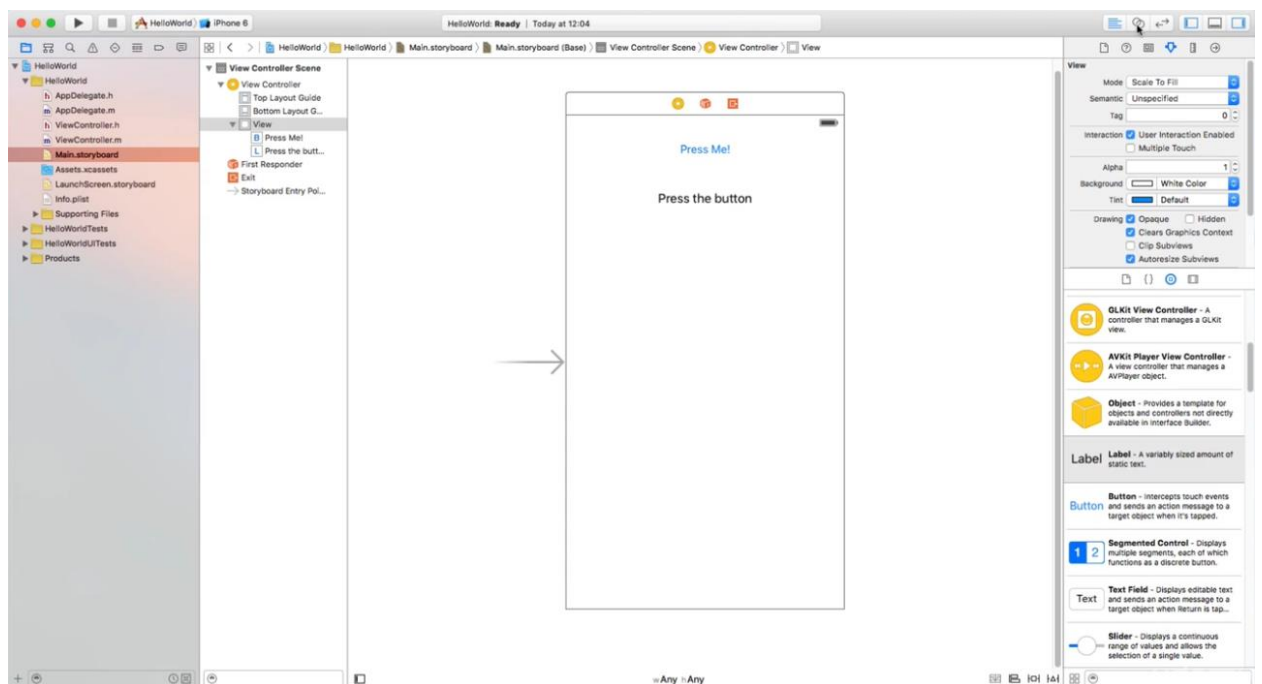 HelloWorld
iPhone 6
HelloWorld: Ready | Today at 12:04
HelloWorld
HelloWorld
Main.storyboard
Main.storyboard (Base)
View Controller Scene
View Controller
View
HelloWorld
HelloWorld
AppDelegate.h
AppDelegate.m
ViewController.h
ViewController.m
Main.storyboard
Assets.xcassets
LaunchScreen.storyboard
Info.plist
Supporting Files
HelloWorldTests
HelloWorldUITests
Products
View Controller Scene
View Controller
Top Layout Guide
Bottom Layout G...
View
B Press Me!
L Press the butt...
First Responder
Exit
Storyboard Entry Poi...
Press Me!
Press the button
wAny hAny
View
Mode Scale To Fill
Semantic Unspecified
Tag 0
Interaction User Interaction Enabled
Multiple Touch
Alpha 1
Background White Color
Tint Default
Drawing Opaque Hidden
Clears Graphics Context
Clip Subviews
Autoresize Subviews
GLKit View Controller - A
controller that manages a GLKit
view.
AVKit Player View Controller -
A view controller that manages a
AVPlayer object.
Object - Provides a template for
objects and controllers not directly
available in Interface Builder.
Label
Label - A variably sized amount of
static text.
Button
Button - Intercepts touch events
and sends an action message to a
target object when it's tapped.
1 2
Segmented Control - Displays
multiple segments, each of which
functions as a discrete button.
Text
Text Field - Displays editable text
and sends an action message to a
target object when Return is tap...
Slider - Displays a continuous
range of values and allows the
selection of a single value.